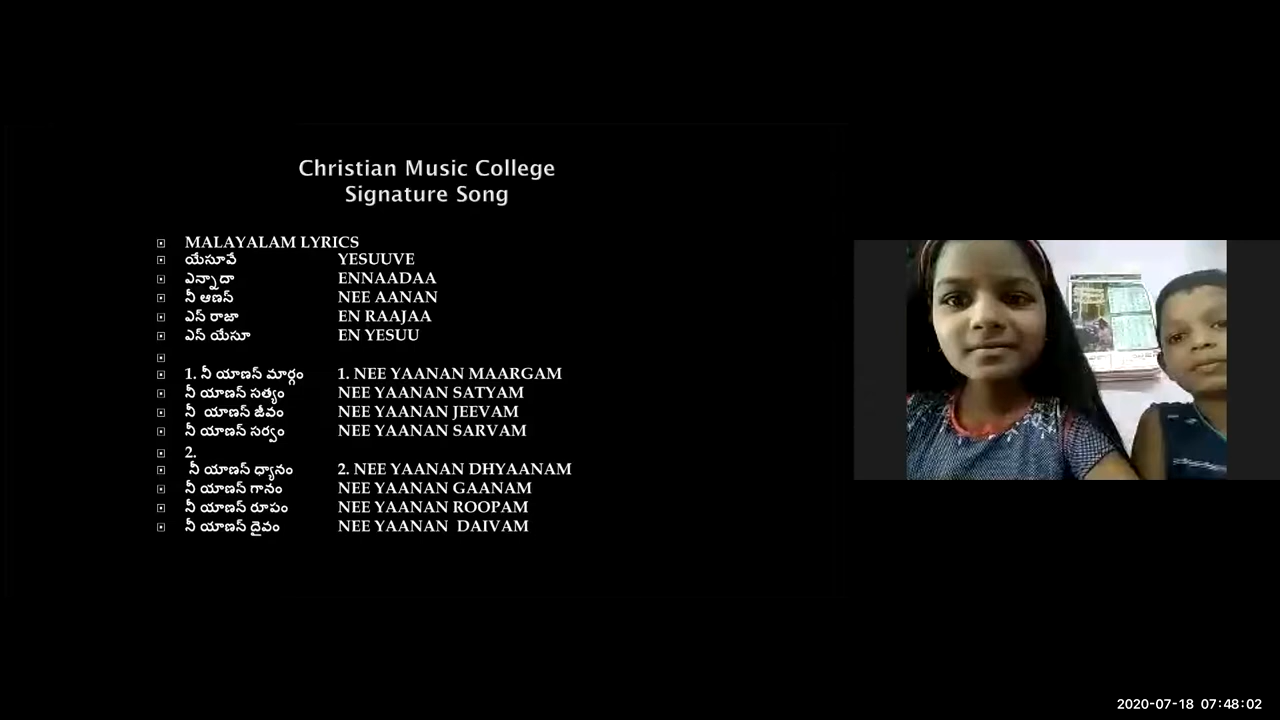 Christian Music College
Signature Song
MALAYALAM LYRICS
యేసూవే YESUUVE
ఎన్నాదా ENNAADAA
నీ ఆణన్ NEE AANAN
ఎన్ రాజా EN RAAJAA
ఎన్ యేసూ EN YESUU
1. నీ యాణన్ మార్గం 1. NEE YAANAN MAARGAM
నీ యాణన్ సత్యం NEE YAANAN SATYAM
నీ యాణన్ జీవం NEE YAANAN JEEVAM
నీ యాణన్ సర్వం NEE YAANAN SARVAM
2.
నీ యాణన్ ధ్యానం 2. NEE YAANAN DHYAANAM
నీ యాణన్ గానం NEE YAANAN GAANAM
నీ యాణన్ రూపం NEE YAANAN ROOPAM
నీ యాణన్ దైవం NEE YAANAN DAIVAM
2020-07-18 07:48:02